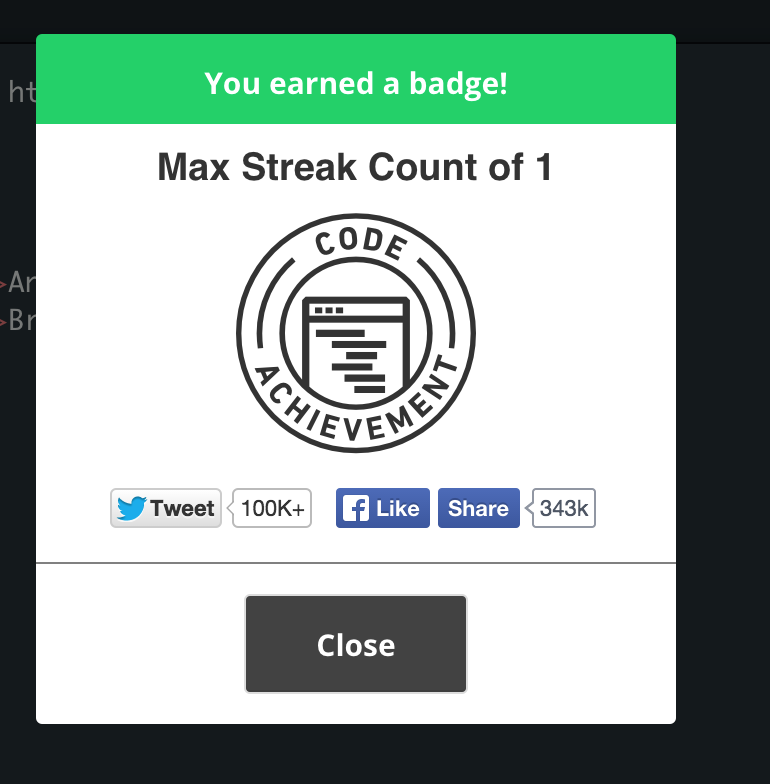 You earned a badge!
ht
Max Streak Count of 1
CODE
ACHIEVEMENT
>Ar
>Br
Tweet 100K+ Like Share 343k
Close